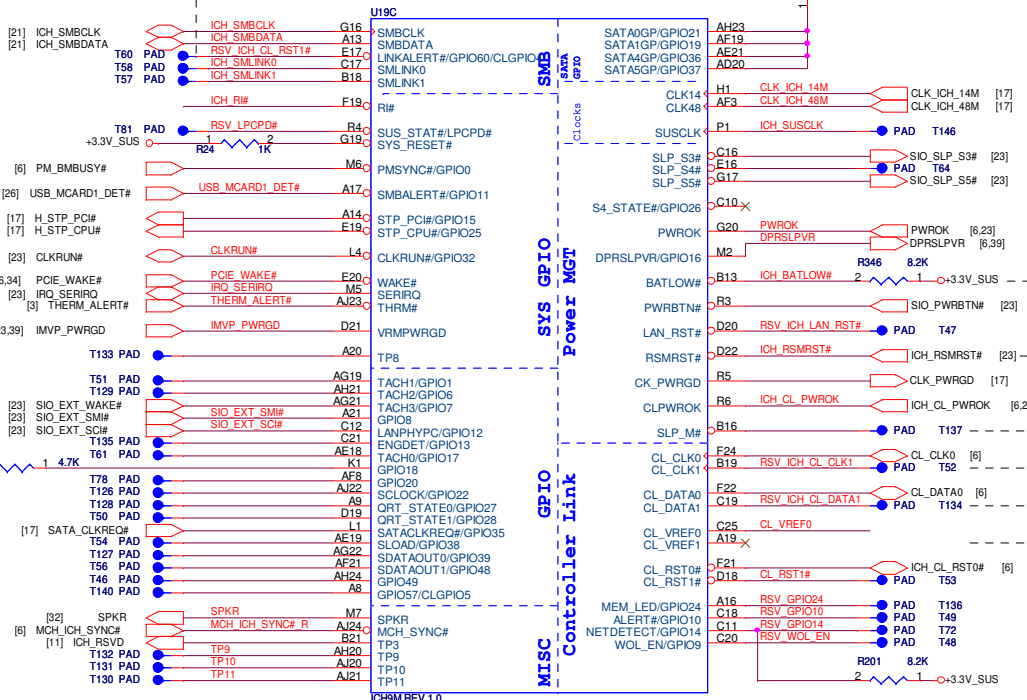 U19C
[21] ICH_SMBCLK ICH_SMBCLK G16 SMBCLK
[21] ICH_SMBDATA ICH_SMBDATA A13 SMBDATA
T60 PAD RSV_ICH_CL_RST1# E17 LINKALERT#/GPIO60/CLGPIO4
T58 PAD ICH_SMLINK0 C17 SMLINK0
T57 PAD ICH_SMLINK1 B18 SMLINK1
ICH_RI# F19 RI#
T81 PAD RSV_LPCPD# R4 SUS_STAT#/LPCPD#
+3.3V_SUS 1 R24 2 1K G19 SYS_RESET#
[6] PM_BMBUSY# M6 PMSYNC#/GPIO0
[26] USB_MCARD1_DET# USB_MCARD1_DET# A17 SMBALERT#/GPIO11
[17] H_STP_PCI# A14 STP_PCI#/GPIO15
[17] H_STP_CPU# E19 STP_CPU#/GPIO25
[23] CLKRUN# CLKRUN# L4 CLKRUN#/GPIO32
6,34] PCIE_WAKE# PCIE_WAKE# E20 WAKE#
[23] IRQ_SERIRQ IRQ_SERIRQ M5 SERIRQ
[3] THERM_ALERT# THERM_ALERT# AJ23 THRM#
3,39] IMVP_PWRGD IMVP_PWRGD D21 VRMPWRGD
T133 PAD A20 TP8
T51 PAD AG19 TACH1/GPIO1
T129 PAD AH21 TACH2/GPIO6
[23] SIO_EXT_WAKE# AG21 TACH3/GPIO7
[23] SIO_EXT_SMI# SIO_EXT_SMI# A21 GPIO8
[23] SIO_EXT_SCI# SIO_EXT_SCI# C12 LANPHYPC/GPIO12
T135 PAD C21 ENGDET/GPIO13
T61 PAD AE18 TACH0/GPIO17
1 4.7K K1 GPIO18
T78 PAD AF8 GPIO20
T126 PAD AJ22 SCLOCK/GPIO22
T128 PAD A9 QRT_STATE0/GPIO27
T50 PAD D19 QRT_STATE1/GPIO28
[17] SATA_CLKREQ# L1 SATACLKREQ#/GPIO35
T54 PAD AE19 SLOAD/GPIO38
T127 PAD AG22 SDATAOUT0/GPIO39
T56 PAD AF21 SDATAOUT1/GPIO48
T46 PAD AH24 GPIO49
T140 PAD A8 GPIO57/CLGPIO5
[32] SPKR SPKR M7 SPKR
[6] MCH_ICH_SYNC# MCH_ICH_SYNC#_R AJ24 MCH_SYNC#
[11] ICH_RSVD B21 TP3
T132 PAD TP9 AH20 TP9
T131 PAD TP10 AJ20 TP10
T130 PAD TP11 AJ21 TP11
ICH9M REV 1.0
SMB
SATA
GPIO
Clocks
SYS GPIO
Power MGT
GPIO
Controller Link
MISC
1
SATA0GP/GPIO21 AH23
SATA1GP/GPIO19 AF19
SATA4GP/GPIO36 AE21
SATA5GP/GPIO37 AD20
CLK14 H1 CLK_ICH_14M CLK_ICH_14M [17]
CLK48 AF3 CLK_ICH_48M CLK_ICH_48M [17]
SUSCLK P1 ICH_SUSCLK PAD T146
SLP_S3# C16 SIO_SLP_S3# [23]
SLP_S4# E16 PAD T64
SLP_S5# G17 SIO_SLP_S5# [23]
S4_STATE#/GPIO26 C10
PWROK G20 PWROK PWROK [6,23]
DPRSLPVR/GPIO16 M2 DPRSLPVR DPRSLPVR [6,39]
R346 8.2K
BATLOW# B13 ICH_BATLOW# 2 1 +3.3V_SUS
PWRBTN# R3 SIO_PWRBTN# [23]
LAN_RST# D20 RSV_ICH_LAN_RST# PAD T47
RSMRST# D22 ICH_RSMRST# ICH_RSMRST# [23]
CK_PWRGD R5 CLK_PWRGD [17]
CLPWROK R6 ICH_CL_PWROK ICH_CL_PWROK [6,2
SLP_M# B16 PAD T137
CL_CLK0 F24 CL_CLK0 [6]
CL_CLK1 B19 RSV_ICH_CL_CLK1 PAD T52
CL_DATA0 F22 CL_DATA0 [6]
CL_DATA1 C19 RSV_ICH_CL_DATA1 PAD T134
CL_VREF0 C25 CL_VREF0
CL_VREF1 A19
CL_RST0# F21 ICH_CL_RST0# [6]
CL_RST1# D18 CL_RST1# PAD T53
MEM_LED/GPIO24 A16 RSV_GPIO24 PAD T136
ALERT#/GPIO10 C18 RSV_GPIO10 PAD T49
NETDETECT/GPIO14 C11 RSV_GPIO14 PAD T72
WOL_EN/GPIO9 C20 RSV_WOL_EN PAD T48
R201 8.2K
2 1 +3.3V_SUS